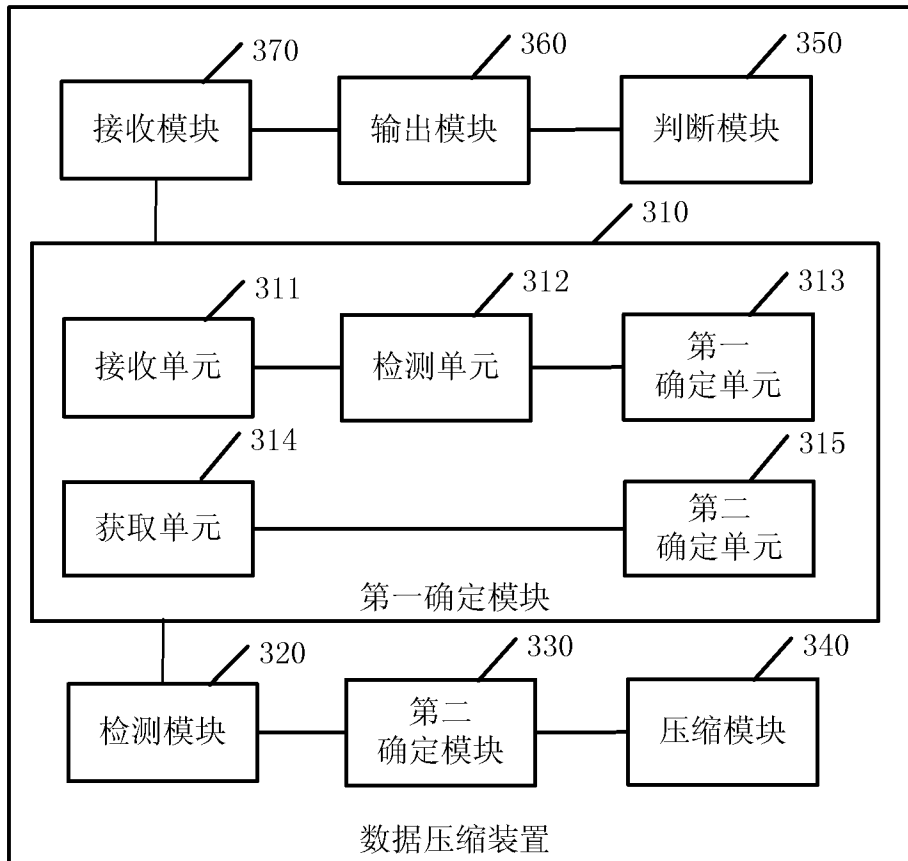 370
360
350
接收模块
输出模块
判断模块
310
311
312
313
接收单元
检测单元
第一
确定单元
314
315
获取单元
第二
确定单元
第一确定模块
320
330
340
检测模块
第二
确定模块
压缩模块
数据压缩装置